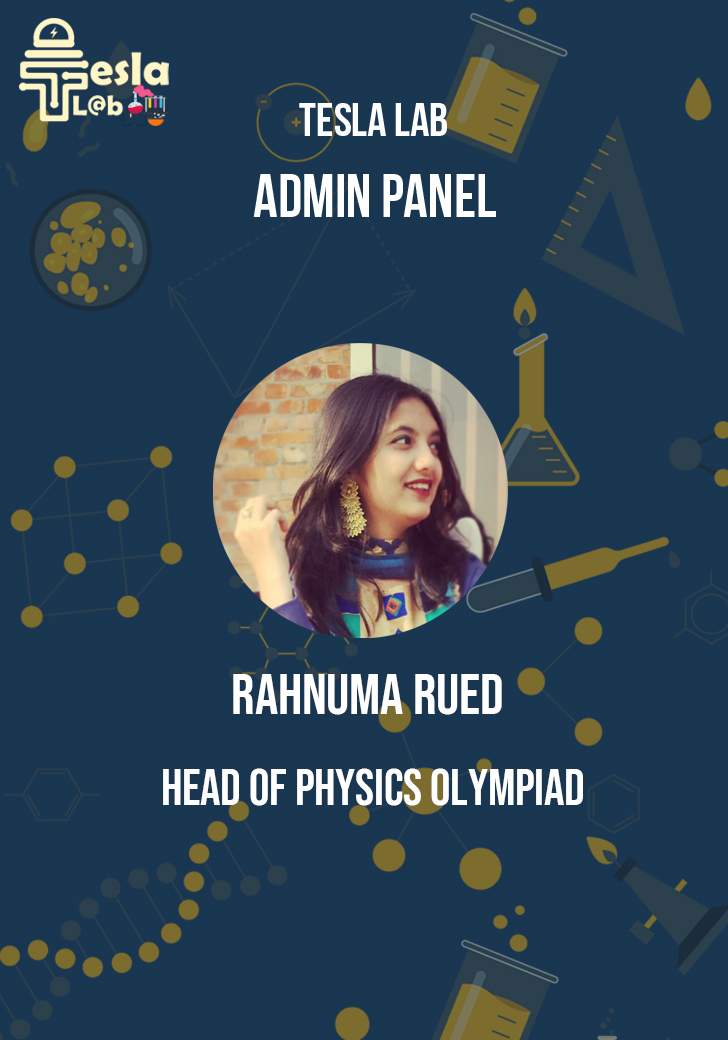 Tesla
L@b
TESLA LAB
ADMIN PANEL
RAHNUMA RUED
HEAD OF PHYSICS OLYMPIAD